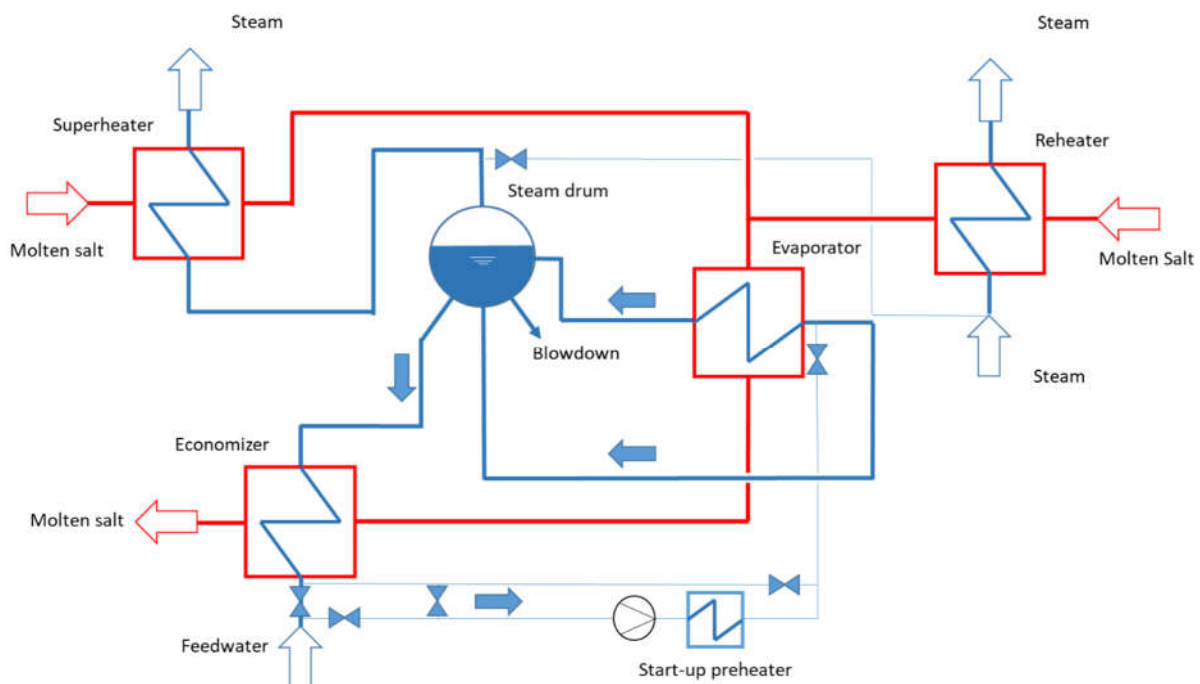 Steam
Steam
Superheater
Reheater
Steam drum
Molten salt
Evaporator
Molten Salt
Blowdown
Steam
Economizer
Molten salt
Feedwater
Start-up preheater